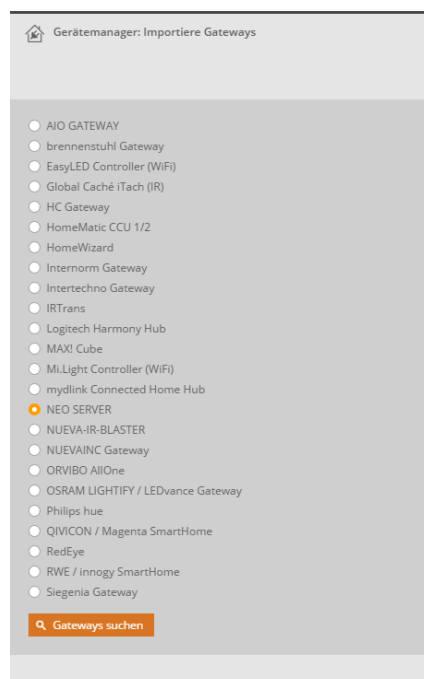 Gerätemanager: Importiere Gateways
AIO GATEWAY
brennenstuhl Gateway
EasyLED Controller (WiFi)
Global Caché iTach (IR)
HC Gateway
HomeMatic CCU 1/2
HomeWizard
Internorm Gateway
Intertechno Gateway
IRTrans
Logitech Harmony Hub
MAX! Cube
Mi.Light Controller (WiFi)
mydlink Connected Home Hub
NEO SERVER
NUEVA-IR-BLASTER
NUEVAINC Gateway
ORVIBO AllOne
OSRAM LIGHTIFY / LEDvance Gateway
Philips hue
QIVICON / Magenta SmartHome
RedEye
RWE / innogy SmartHome
Siegenia Gateway
Gateways suchen